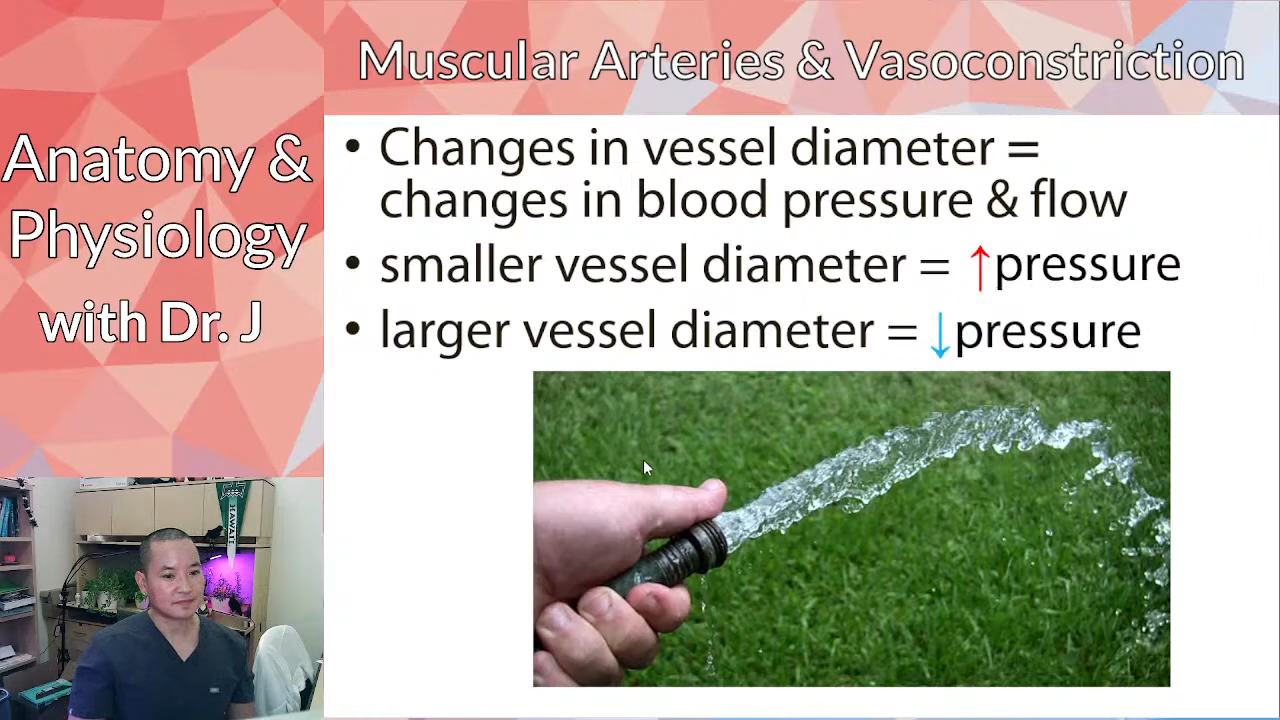 Muscular Arteries & Vasoconstriction
Anatomy &
Physiology
with Dr. J
• Changes in vessel diameter =
changes in blood pressure & flow
• smaller vessel diameter = ↑pressure
• larger vessel diameter = ↓pressure
HAWAII